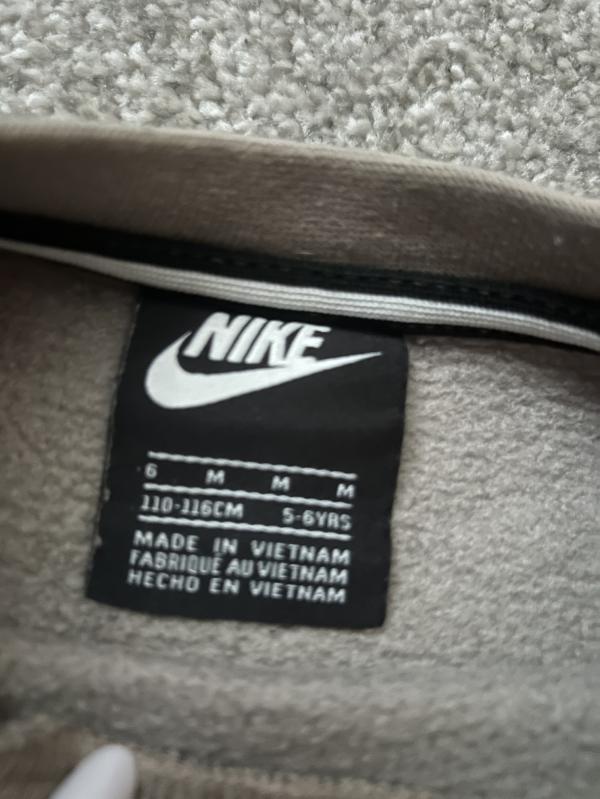 NIKE
6 M M M
110-116CM 5-6YRS
MADE IN VIETNAM
FABRIQUÉ AU VIETNAM
HECHO EN VIETNAM